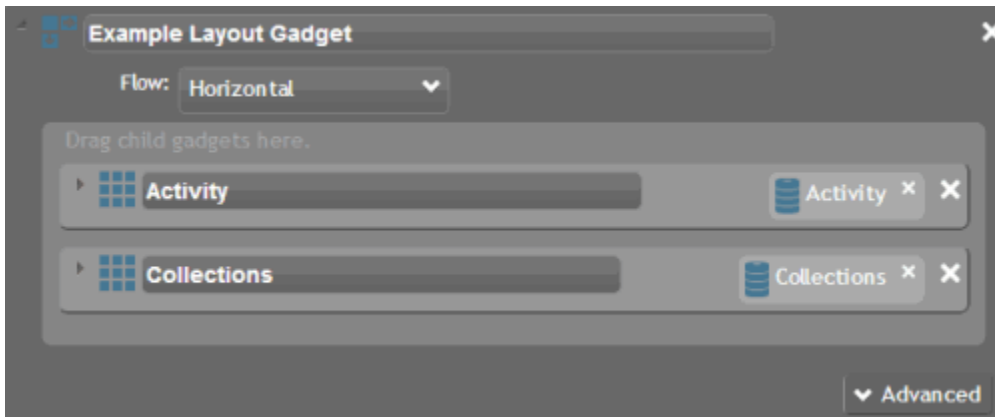 Example Layout Gadget
Flow: Horizontal
Drag child gadgets here.
Activity Activity
Collections Collections
Advanced